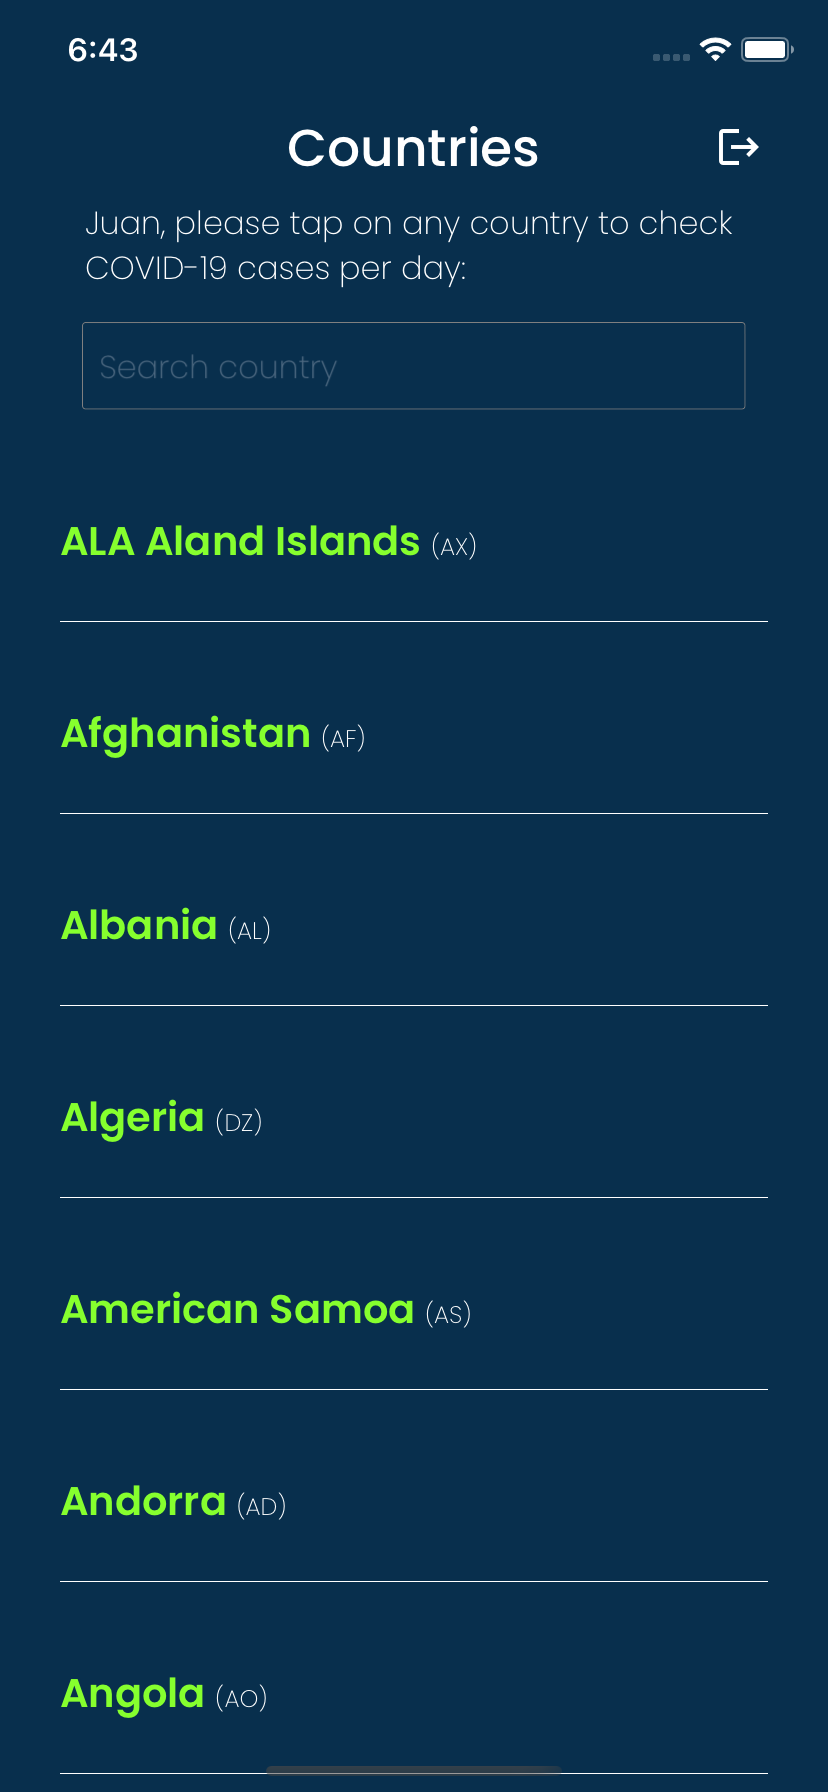 6:43
Countries
Juan, please tap on any country to check
COVID-19 cases per day:
Search country
ALA Aland Islands (AX)
Afghanistan (AF)
Albania (AL)
Algeria (DZ)
American Samoa (AS)
Andorra (AD)
Angola (AO)